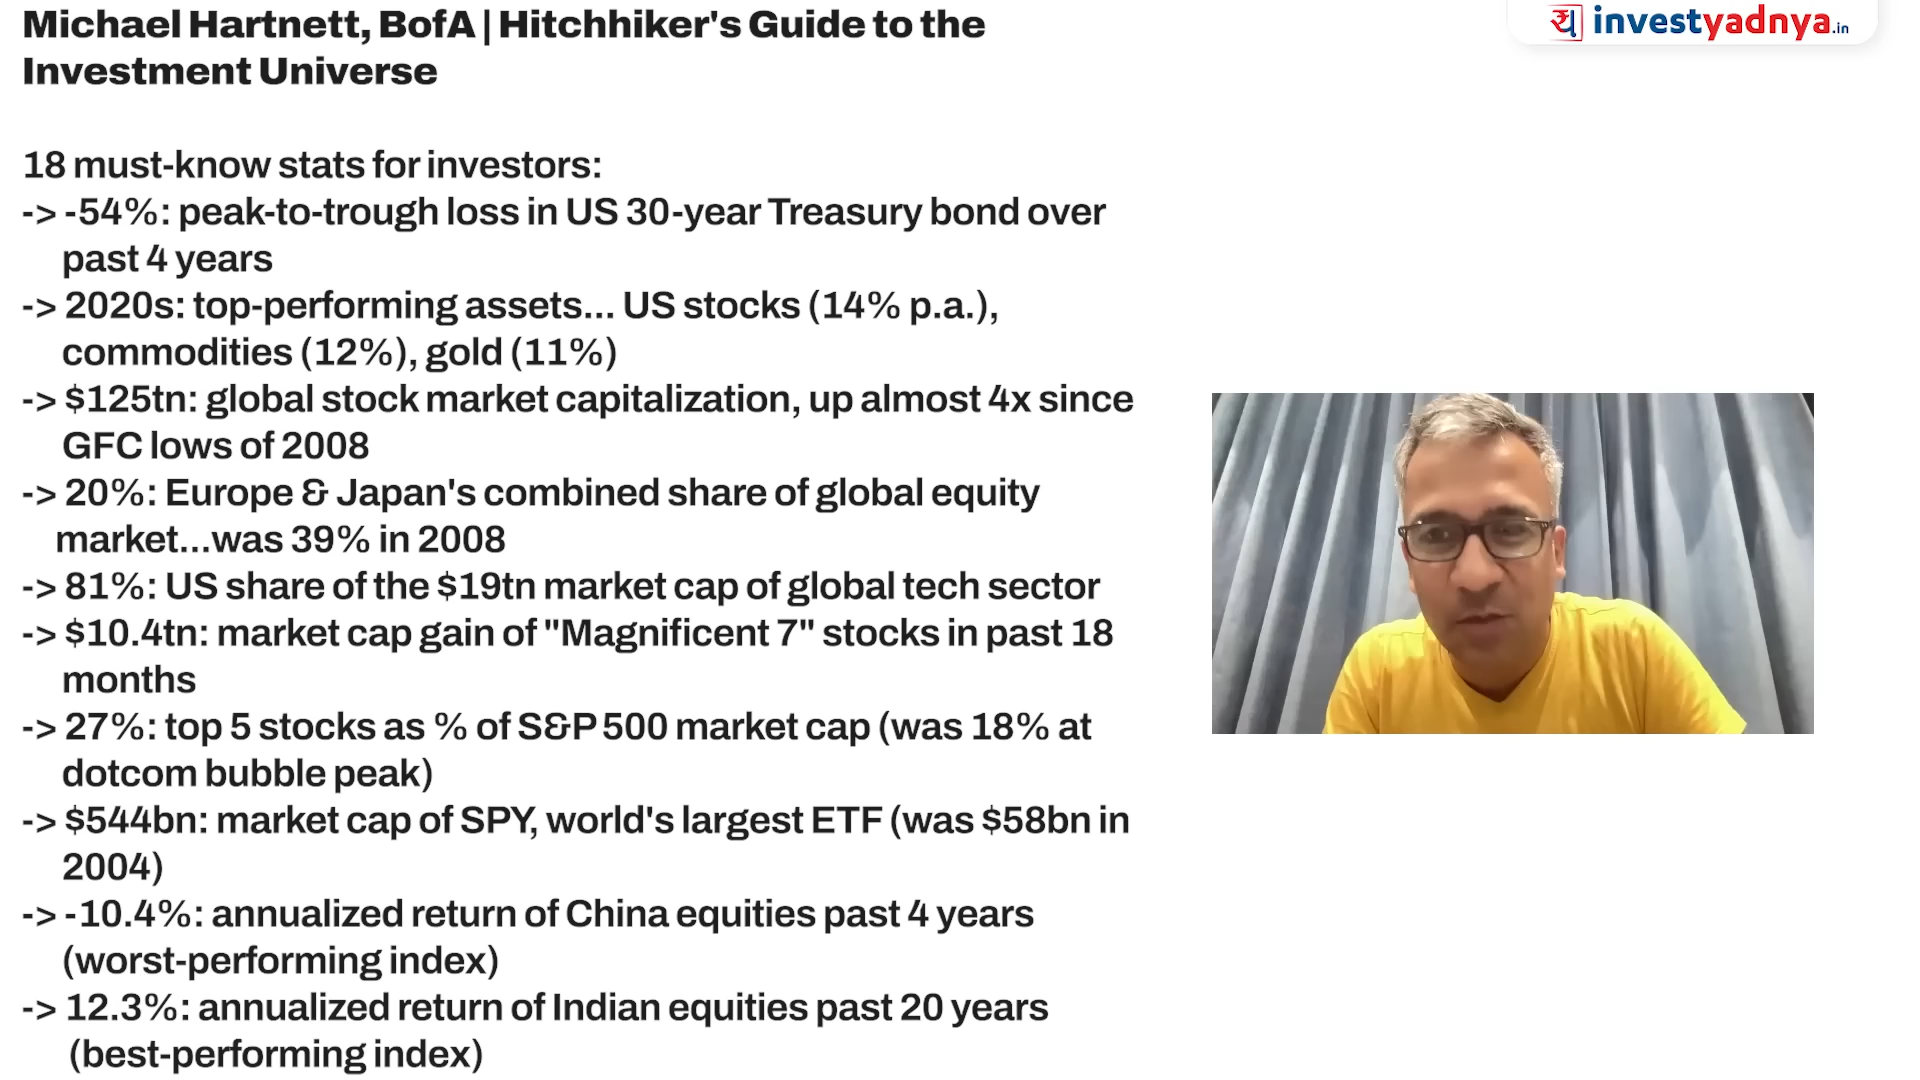 Michael Hartnett, BofA | Hitchhiker's Guide to the
Investment Universe
यु investyadnya.in
18 must-know stats for investors:
-> -54%: peak-to-trough loss in US 30-year Treasury bond over
past 4 years
-> 2020s: top-performing assets... US stocks (14% p.a.),
commodities (12%), gold (11%)
-> $125tn: global stock market capitalization, up almost 4x since
GFC lows of 2008
-> 20%: Europe & Japan's combined share of global equity
market...was 39% in 2008
-> 81%: US share of the $19tn market cap of global tech sector
-> $10.4tn: market cap gain of "Magnificent 7" stocks in past 18
months
-> 27%: top 5 stocks as % of S&P 500 market cap (was 18% at
dotcom bubble peak)
-> $544bn: market cap of SPY, world's largest ETF (was $58bn in
2004)
-> -10.4%: annualized return of China equities past 4 years
(worst-performing index)
-> 12.3%: annualized return of Indian equities past 20 years
(best-performing index)